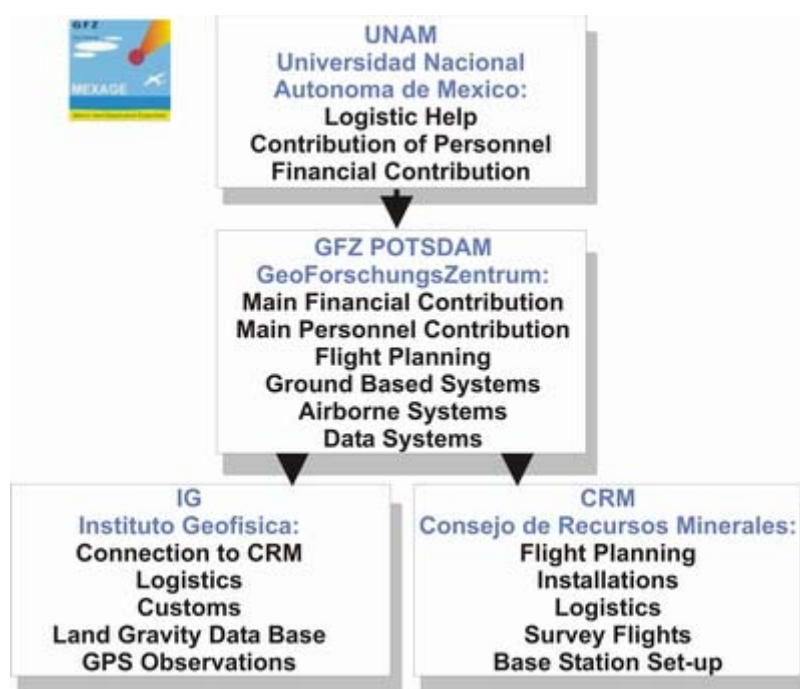 GFZ
MEXAGE
UNAM
Universidad Nacional
Autonoma de Mexico:
Logistic Help
Contribution of Personnel
Financial Contribution
GFZ POTSDAM
GeoForschungsZentrum:
Main Financial Contribution
Main Personnel Contribution
Flight Planning
Ground Based Systems
Airborne Systems
Data Systems
IG
Instituto Geofisica:
Connection to CRM
Logistics
Customs
Land Gravity Data Base
GPS Observations
CRM
Consejo de Recursos Minerales:
Flight Planning
Installations
Logistics
Survey Flights
Base Station Set-up